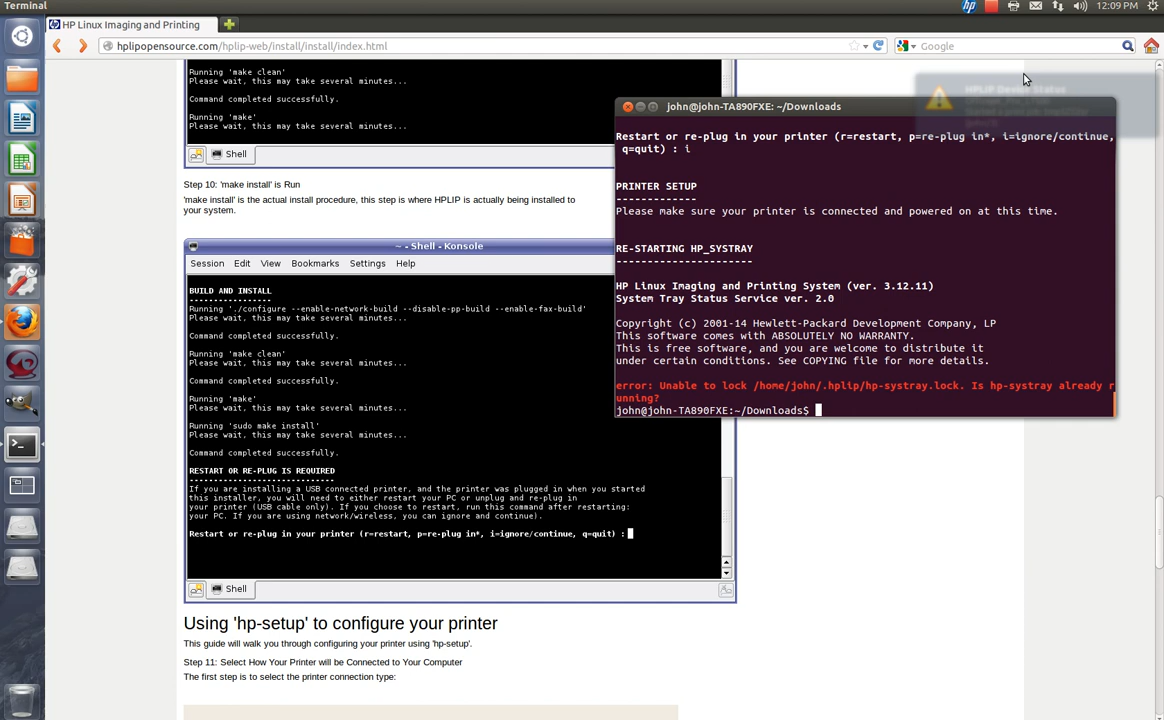 Terminal
hp
12:09 PM
HP Linux Imaging and Printing
hplipopensource.com/hplip-web/install/install/index.html
Google
Running 'make clean'
Please wait, this may take several minutes...
Command completed successfully.
Running 'make'
Please wait, this may take several minutes...
Shell
Step 10: 'make install' is Run
'make install' is the actual install procedure, this step is where HPLIP is actually being installed to
your system.
~ - Shell - Konsole
Session Edit View Bookmarks Settings Help
BUILD AND INSTALL
-----------------
Running './configure --enable-network-build --disable-pp-build --enable-fax-build'
Please wait, this may take several minutes...
Command completed successfully.
Running 'make clean'
Please wait, this may take several minutes...
Command completed successfully.
Running 'make'
Please wait, this may take several minutes...
Running 'sudo make install'
Please wait, this may take several minutes...
Command completed successfully.
RESTART OR RE-PLUG IS REQUIRED
------------------------------
If you are installing a USB connected printer, and the printer was plugged in when you started
this installer, you will need to either restart your PC or unplug and re-plug in
your printer (USB cable only). If you choose to restart, run this command after restarting:
your PC. If you are using network/wireless, you can ignore and continue).
Restart or re-plug in your printer (r=restart, p=re-plug in*, i=ignore/continue, q=quit) :
Shell
Using 'hp-setup' to configure your printer
This guide will walk you through configuring your printer using 'hp-setup'.
Step 11: Select How Your Printer will be Connected to Your Computer
The first step is to select the printer connection type:
HPLIP Device Status
john@john-TA890FXE: ~/Downloads
Restart or re-plug in your printer (r=restart, p=re-plug in*, i=ignore/continue,
q=quit) : i
PRINTER SETUP
-------------
Please make sure your printer is connected and powered on at this time.
RE-STARTING HP_SYSTRAY
----------------------
HP Linux Imaging and Printing System (ver. 3.12.11)
System Tray Status Service ver. 2.0
Copyright (c) 2001-14 Hewlett-Packard Development Company, LP
This software comes with ABSOLUTELY NO WARRANTY.
This is free software, and you are welcome to distribute it
under certain conditions. See COPYING file for more details.
error: Unable to lock /home/john/.hplip/hp-systray.lock. Is hp-systray already r
unning?
john@john-TA890FXE:~/Downloads$